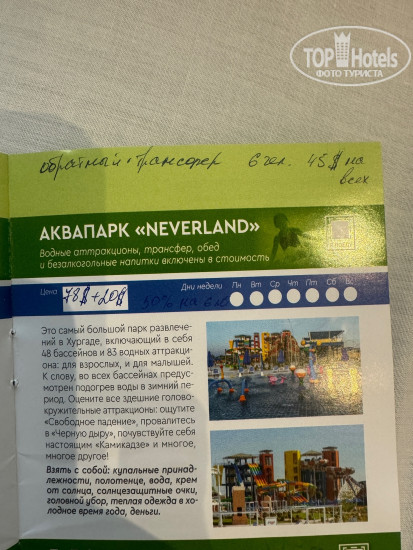 TOP Hotels
ФОТО ТУРИСТА
обратный трансфер 6 чел. 45$ на
всех
АКВАПАРК «NEVERLAND»
Водные аттракционы, трансфер, обед
и безалкогольные напитки включены в стоимость
Цена 78$+20$ 50% на Дни недели Пн Вт Ср Чт Пт Сб Вс
Это самый большой парк развлече-
ний в Хургаде, включающий в себя
48 бассейнов и 83 водных аттракци-
она: для взрослых, и для малышей.
К слову, во всех бассейнах предус-
мотрен подогрев воды в зимний пе-
риод. Оцените все здешние голово-
кружительные аттракционы: ощутите
«Свободное падение», провалитесь
в «Черную дыру», почувствуйте себя
настоящим «Камикадзе» и многое,
многое другое!
Взять с собой: купальные принад-
лежности, полотенце, вода, крем
от солнца, солнцезащитные очки,
головной убор, теплая одежда в хо-
лодное время года, деньги.